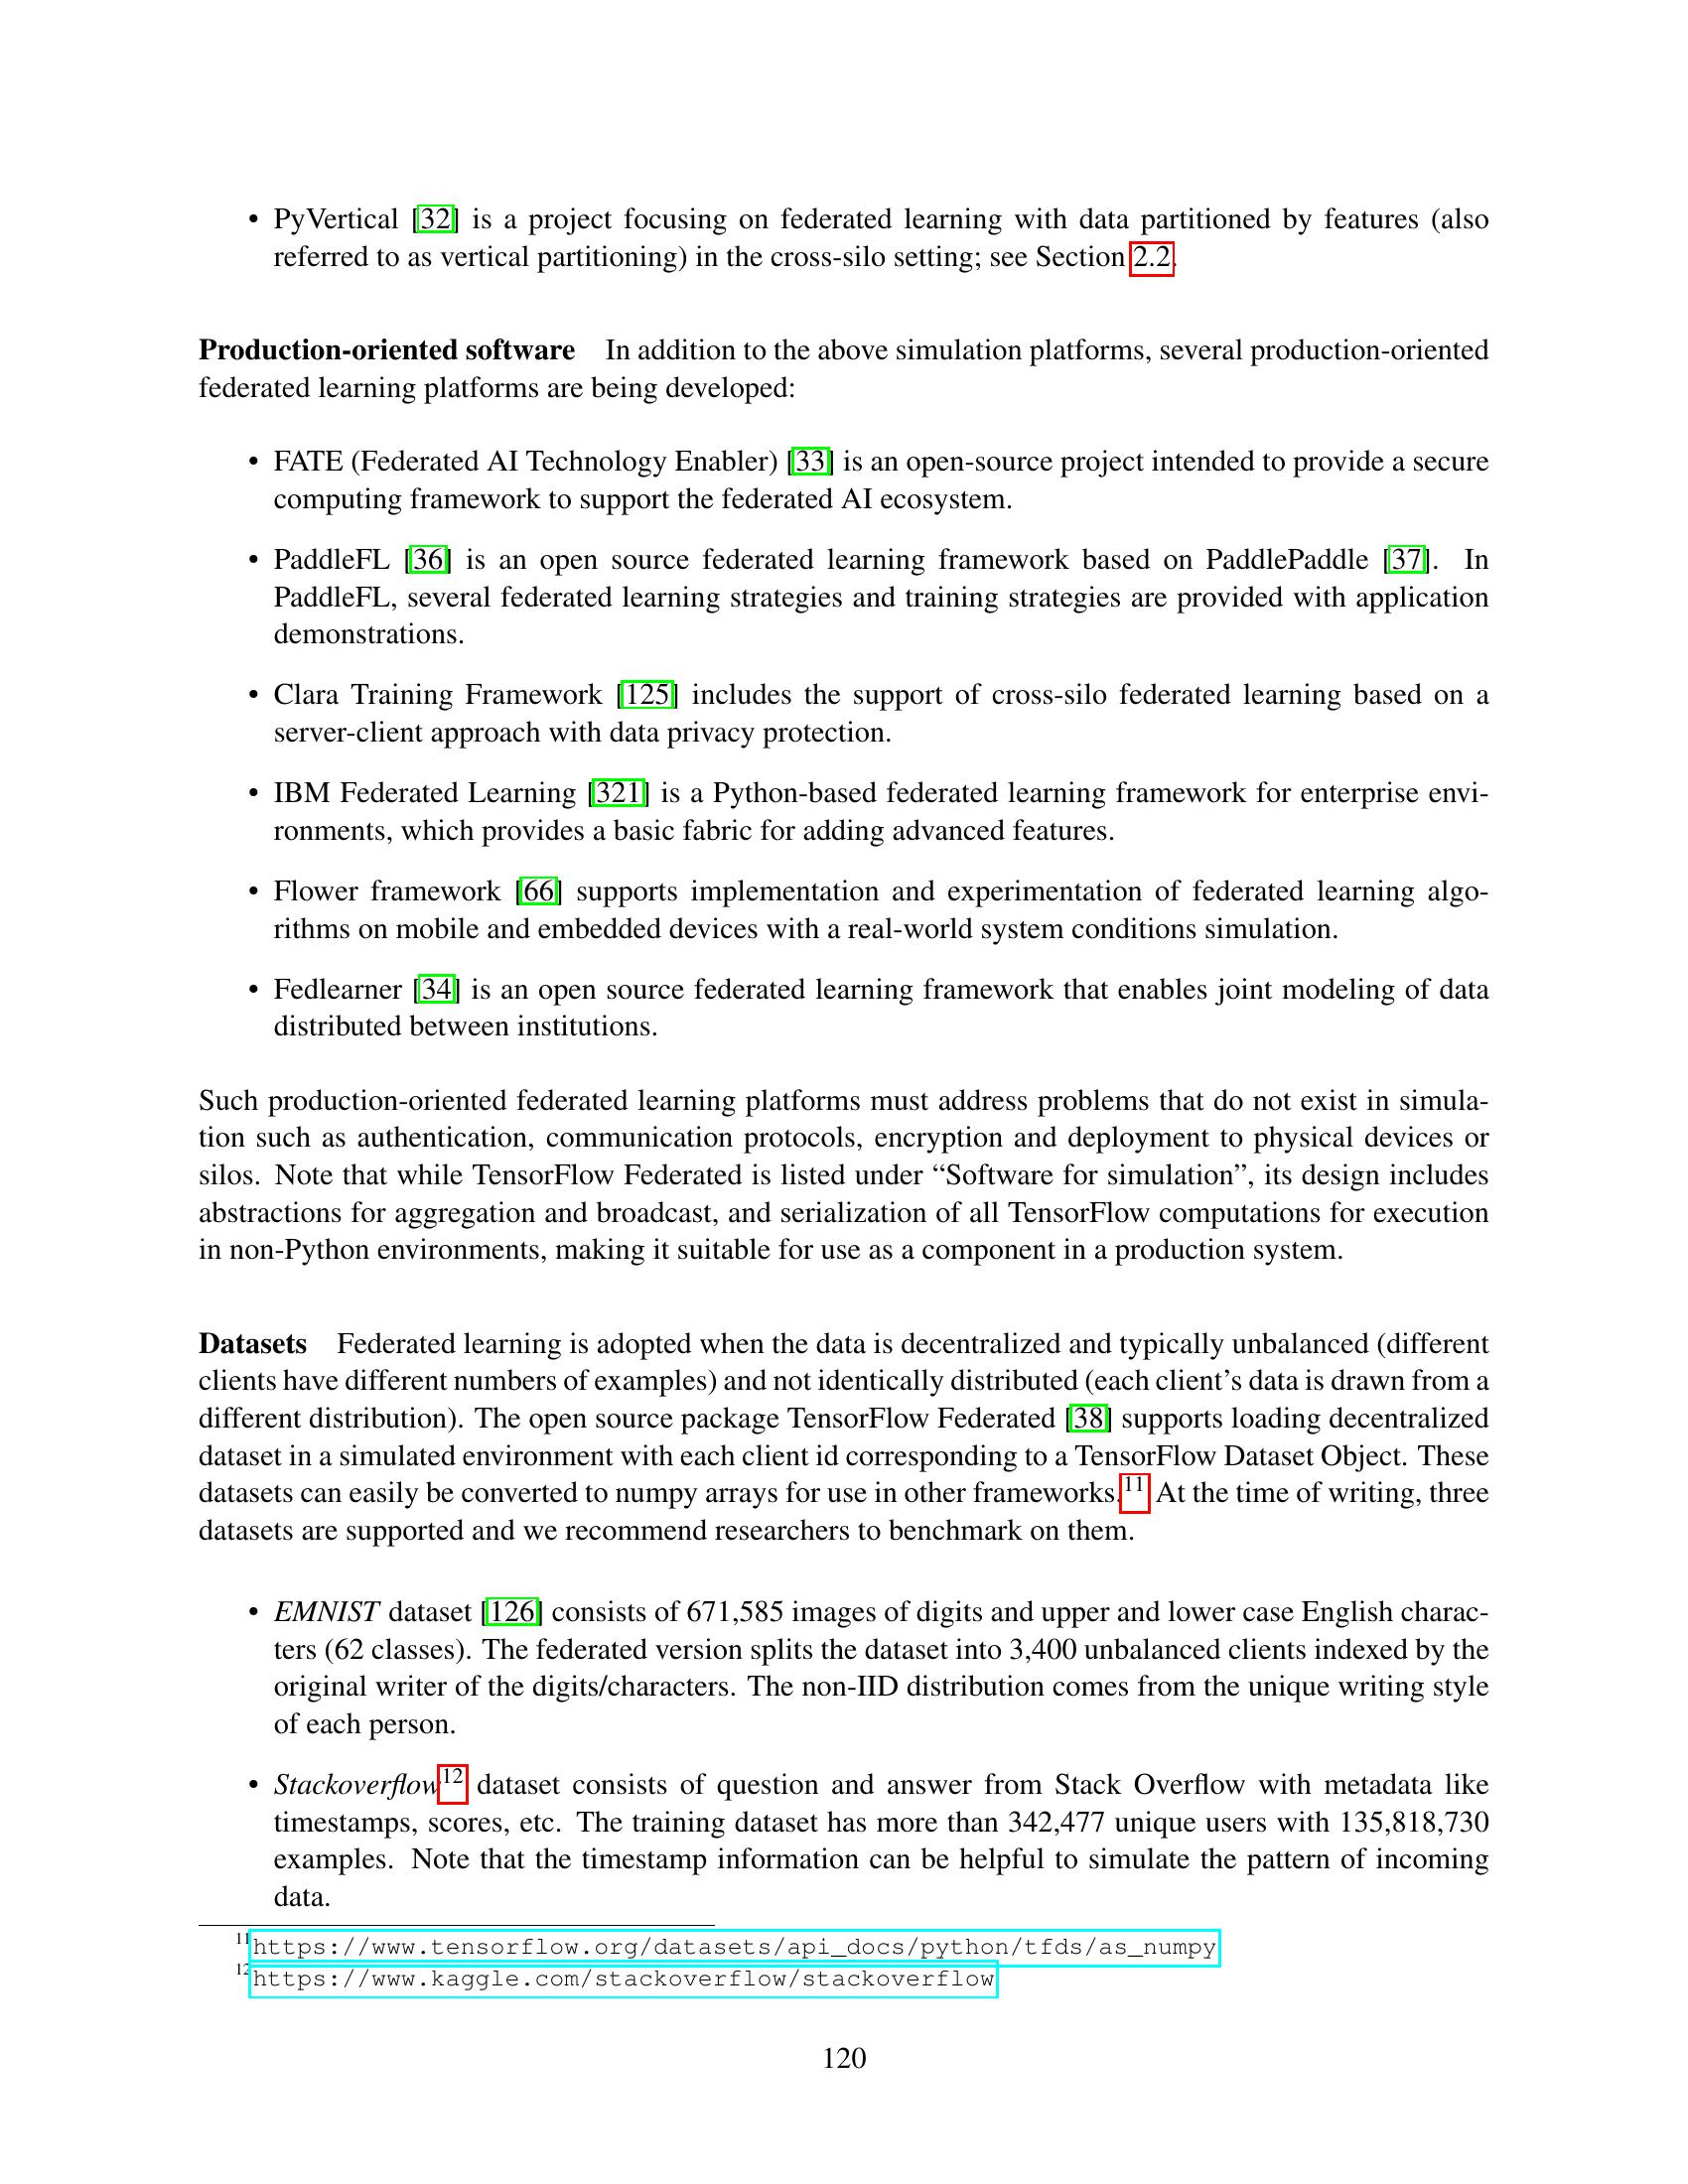 • PyVertical [32] is a project focusing on federated learning with data partitioned by features (also
referred to as vertical partitioning) in the cross-silo setting; see Section 2.2.
Production-oriented software In addition to the above simulation platforms, several production-oriented
federated learning platforms are being developed:
• FATE (Federated AI Technology Enabler) [33] is an open-source project intended to provide a secure
computing framework to support the federated AI ecosystem.
• PaddleFL [36] is an open source federated learning framework based on PaddlePaddle [37]. In
PaddleFL, several federated learning strategies and training strategies are provided with application
demonstrations.
• Clara Training Framework [125] includes the support of cross-silo federated learning based on a
server-client approach with data privacy protection.
• IBM Federated Learning [321] is a Python-based federated learning framework for enterprise envi-
ronments, which provides a basic fabric for adding advanced features.
• Flower framework [66] supports implementation and experimentation of federated learning algo-
rithms on mobile and embedded devices with a real-world system conditions simulation.
• Fedlearner [34] is an open source federated learning framework that enables joint modeling of data
distributed between institutions.
Such production-oriented federated learning platforms must address problems that do not exist in simula-
tion such as authentication, communication protocols, encryption and deployment to physical devices or
silos. Note that while TensorFlow Federated is listed under “Software for simulation”, its design includes
abstractions for aggregation and broadcast, and serialization of all TensorFlow computations for execution
in non-Python environments, making it suitable for use as a component in a production system.
Datasets Federated learning is adopted when the data is decentralized and typically unbalanced (different
clients have different numbers of examples) and not identically distributed (each client’s data is drawn from a
different distribution). The open source package TensorFlow Federated [38] supports loading decentralized
dataset in a simulated environment with each client id corresponding to a TensorFlow Dataset Object. These
datasets can easily be converted to numpy arrays for use in other frameworks.11 At the time of writing, three
datasets are supported and we recommend researchers to benchmark on them.
• EMNIST dataset [126] consists of 671,585 images of digits and upper and lower case English charac-
ters (62 classes). The federated version splits the dataset into 3,400 unbalanced clients indexed by the
original writer of the digits/characters. The non-IID distribution comes from the unique writing style
of each person.
• Stackoverflow12 dataset consists of question and answer from Stack Overflow with metadata like
timestamps, scores, etc. The training dataset has more than 342,477 unique users with 135,818,730
examples. Note that the timestamp information can be helpful to simulate the pattern of incoming
data.
11https://www.tensorflow.org/datasets/api_docs/python/tfds/as_numpy
12https://www.kaggle.com/stackoverflow/stackoverflow
120